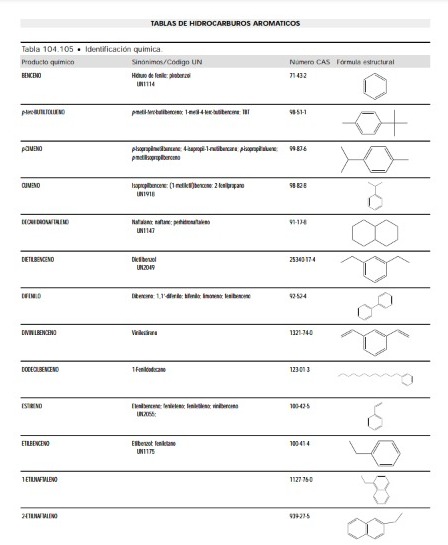 TABLAS DE HIDROCARBUROS AROMATICOS
Tabla 104.105 • Identificación química.
Producto químico Sinónimos/Codigo UN Número CAS Fórmula estructural
BENCENO Hidruro de fenilo; pirobenzol 71-43-2
UN1114
p-terc-BUTILTOLUENO p-metil-terc-butilbenceno; 1-metil-4-terc-butilbenceno; TBT 98-51-1
p-CIMENO p-Isopropilmetilbenceno; 4-isopropil-1-metilbenceno; p-isopropiltolueno; 99-87-6
p-metilisopropilbenceno
CUMENO Isopropilbenceno; (1-metiletil)benceno; 2-fenilpropano 98-82-8
UN1918
DECAHIDRONAFTALENO Naftalano; naftano; perhidronaftaleno 91-17-8
UN1147
DIETILBENCENO Dietilbenzol 25340-17-4
UN2049
DIFENILO Dibenceno; 1,1'-difenilo; bifenilo; limoneno; fenilbenceno 92-52-4
DIVINILBENCENO Vinilestireno 1321-74-0
DODECILBENCENO 1-Fenildodecano 123-01-3
ESTIRENO Etenilbenceno; fenileteno; feniletileno; vinilbenceno 100-42-5
UN2055;
ETILBENCENO Etilbenzol; feniletano 100-41-4
UN1175
1-ETILNAFTALENO 1127-76-0
2-ETILNAFTALENO 939-27-5